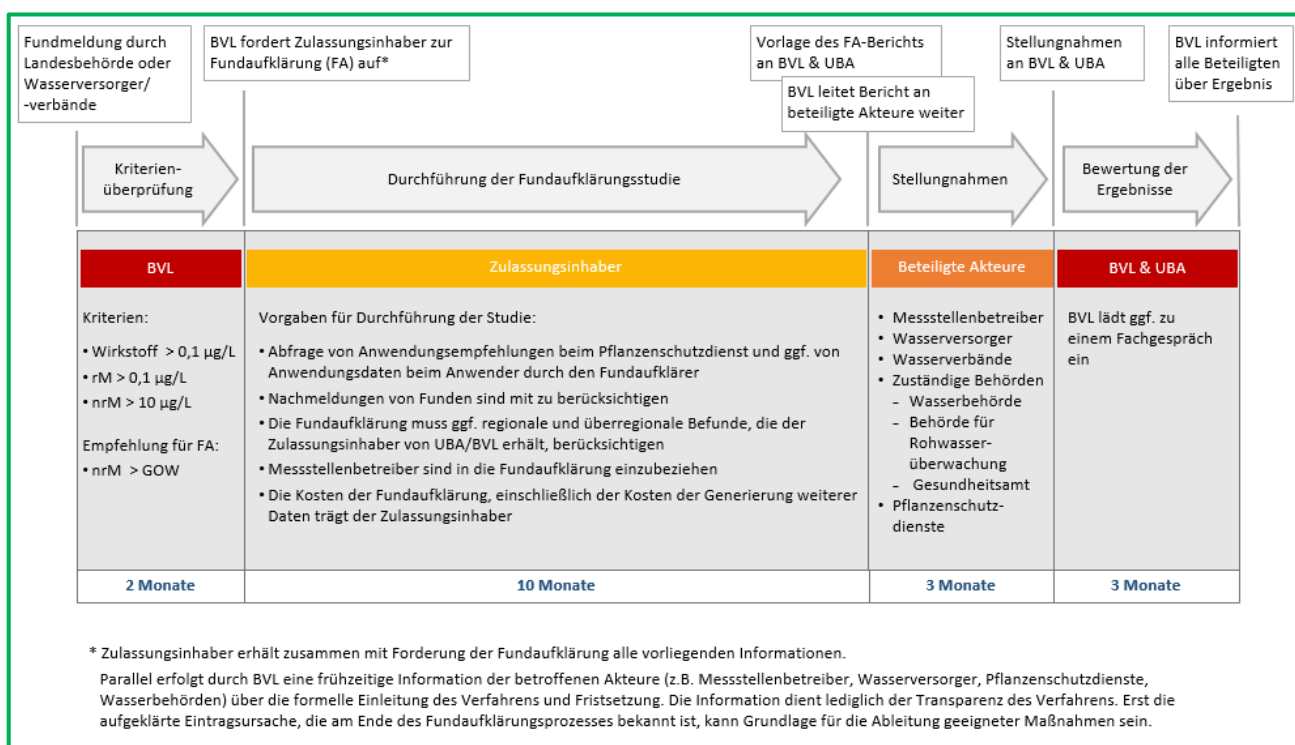 Fundmeldung durch
Landesbehörde oder
Wasserversorger/
-verbände
BVL fordert Zulassungsinhaber zur
Fundaufklärung (FA) auf*
Vorlage des FA-Berichts
an BVL & UBA
BVL leitet Bericht an
beteiligte Akteure weiter
Stellungnahmen
an BVL & UBA
BVL informiert
alle Beteiligten
über Ergebnis
Kriterien-
überprüfung
Durchführung der Fundaufklärungsstudie
Stellungnahmen
Bewertung der
Ergebnisse
BVL
Kriterien:
• Wirkstoff > 0,1 µg/L
• rM > 0,1 µg/L
• nrM > 10 µg/L
Empfehlung für FA:
• nrM > GOW
2 Monate
Zulassungsinhaber
Vorgaben für Durchführung der Studie:
• Abfrage von Anwendungsempfehlungen beim Pflanzenschutzdienst und ggf. von
Anwendungsdaten beim Anwender durch den Fundaufklärer
• Nachmeldungen von Funden sind mit zu berücksichtigen
• Die Fundaufklärung muss ggf. regionale und überregionale Befunde, die der
Zulassungsinhaber von UBA/BVL erhält, berücksichtigen
• Messstellenbetreiber sind in die Fundaufklärung einzubeziehen
• Die Kosten der Fundaufklärung, einschließlich der Kosten der Generierung weiterer
Daten trägt der Zulassungsinhaber
10 Monate
Beteiligte Akteure
• Messstellenbetreiber
• Wasserversorger
• Wasserverbände
• Zuständige Behörden
– Wasserbehörde
– Behörde für
Rohwasser-
überwachung
– Gesundheitsamt
• Pflanzenschutz-
dienste
3 Monate
BVL & UBA
BVL lädt ggf. zu
einem Fachgespräch
ein
3 Monate
* Zulassungsinhaber erhält zusammen mit Forderung der Fundaufklärung alle vorliegenden Informationen.
Parallel erfolgt durch BVL eine frühzeitige Information der betroffenen Akteure (z.B. Messstellenbetreiber, Wasserversorger, Pflanzenschutzdienste,
Wasserbehörden) über die formelle Einleitung des Verfahrens und Fristsetzung. Die Information dient lediglich der Transparenz des Verfahrens. Erst die
aufgeklärte Eintragsursache, die am Ende des Fundaufklärungsprozesses bekannt ist, kann Grundlage für die Ableitung geeigneter Maßnahmen sein.